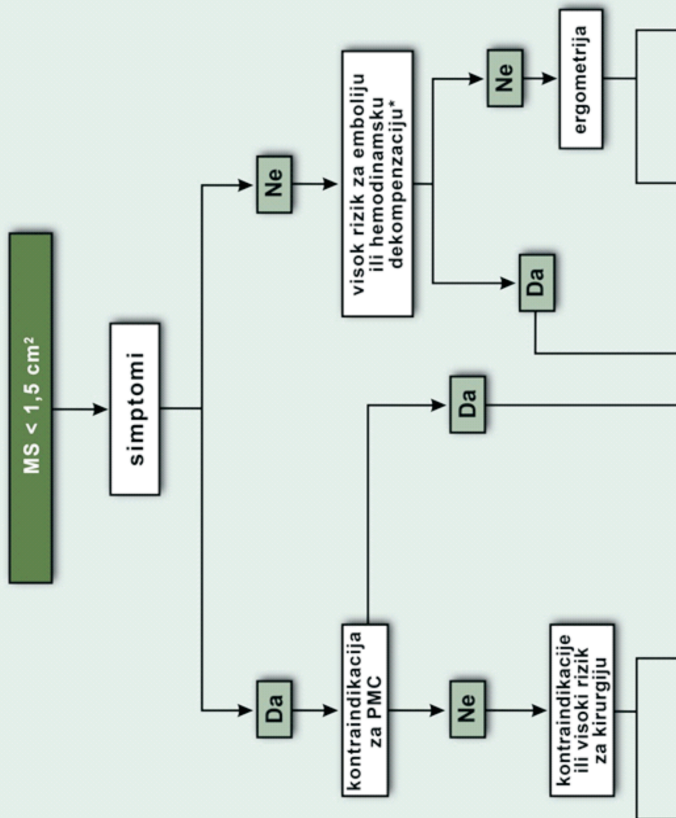 MS < 1,5 cm²
simptomi
Da
Ne
kontraindikacija
za PMC
visok rizik za emboliju
ili hemodinamsku
dekompenzaciju*
Ne
Da
Da
Ne
kontraindikacije
ili visoki rizik
za kirurgiju
ergometrija